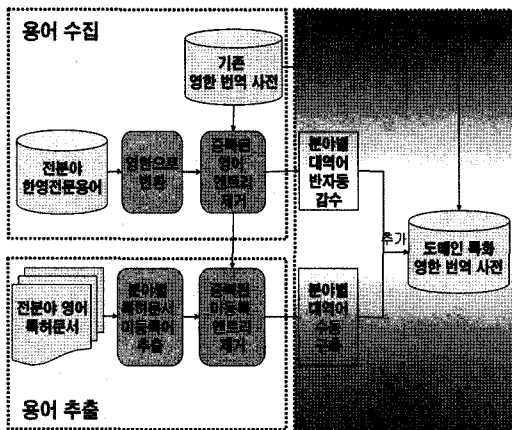 용어 수집
기존
영한 번역 사전
전분야
한영전문용어
영한으로
변환
중복된
영어
엔트리
제거
분야별
대역어
반자동
감수
추가
도메인 특화
영한 번역 사전
전분야 영어
특허문서
분야별
특허문서
미등록어
추출
중복된
미등록
엔트리
제거
분야별
대역어
수동
구축
용어 추출